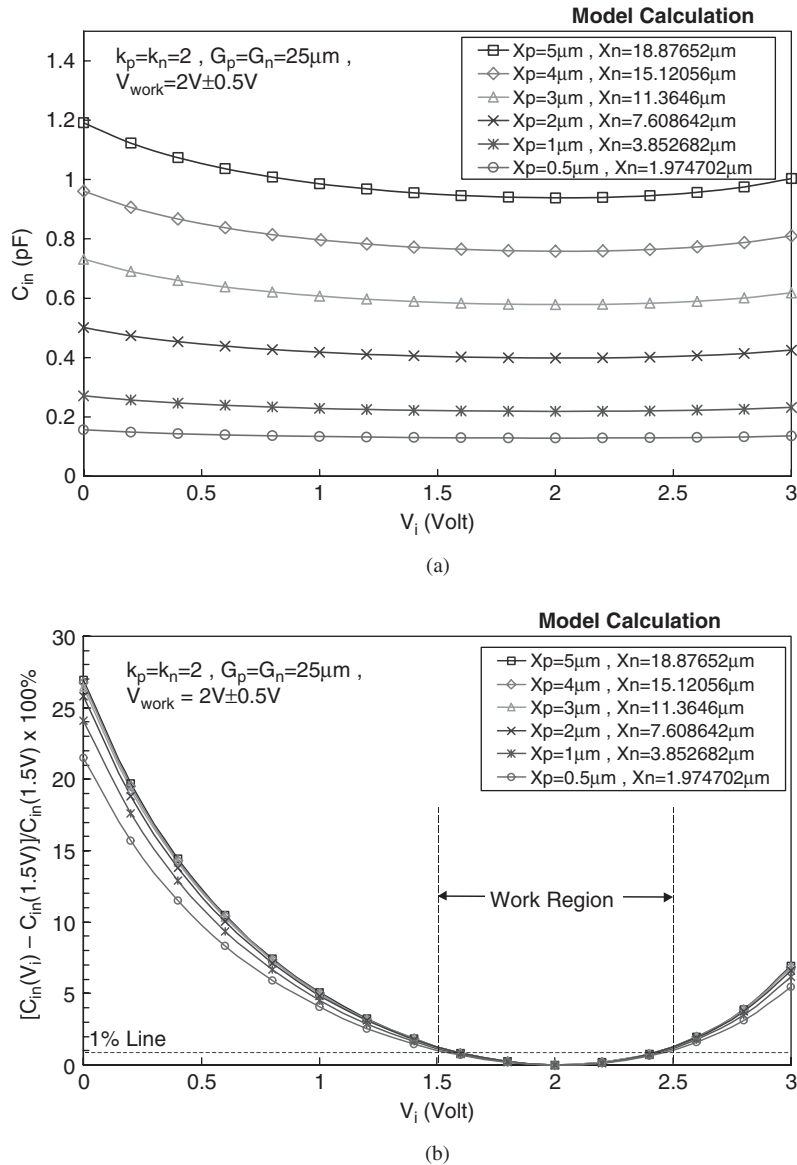 Model Calculation
k_p=k_n=2 , G_p=G_n=25μm ,
V_work=2V±0.5V
Xp=5μm , Xn=18.87652μm
Xp=4μm , Xn=15.12056μm
Xp=3μm , Xn=11.3646μm
Xp=2μm , Xn=7.608642μm
Xp=1μm , Xn=3.852682μm
Xp=0.5μm , Xn=1.974702μm
1.4
1.2
1
0.8
0.6
0.4
0.2
0
C_in (pF)
0 0.5 1 1.5 2 2.5 3
V_i (Volt)
(a)
Model Calculation
k_p=k_n=2 , G_p=G_n=25μm ,
V_work = 2V±0.5V
Xp=5μm , Xn=18.87652μm
Xp=4μm , Xn=15.12056μm
Xp=3μm , Xn=11.3646μm
Xp=2μm , Xn=7.608642μm
Xp=1μm , Xn=3.852682μm
Xp=0.5μm , Xn=1.974702μm
30
25
20
15
10
5
0
[C_in(V_i) – C_in(1.5V)]/C_in(1.5V) x 100%
Work Region
1% Line
0 0.5 1 1.5 2 2.5 3
V_i (Volt)
(b)